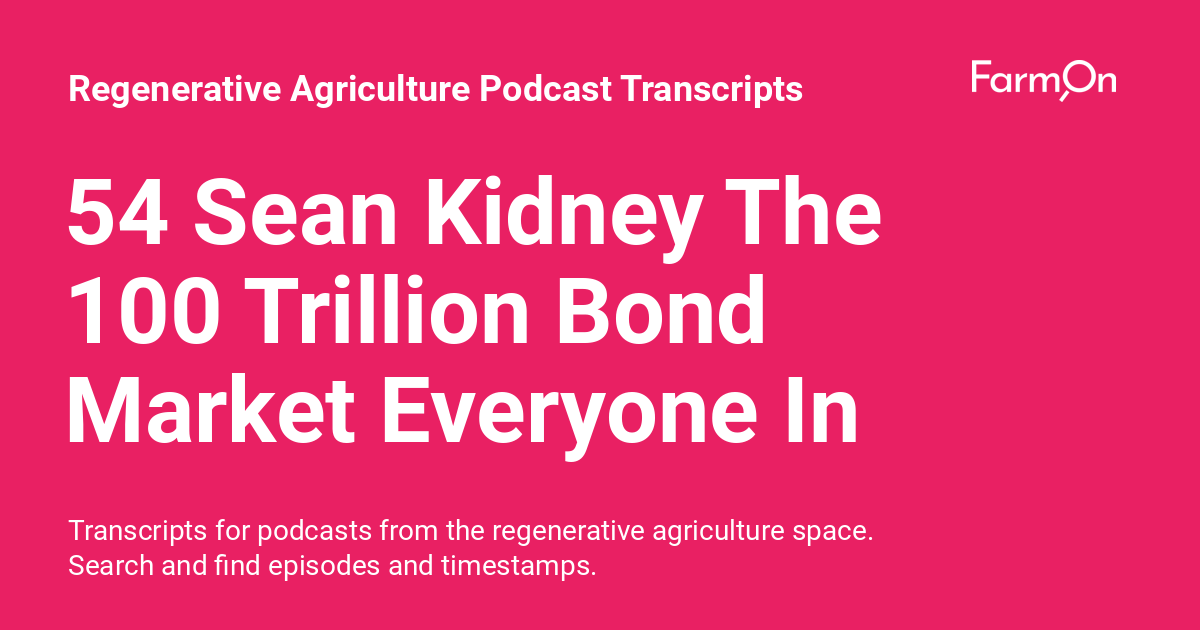 Regenerative Agriculture Podcast Transcripts
FarmOn
54 Sean Kidney The
100 Trillion Bond
Market Everyone In
Transcripts for podcasts from the regenerative agriculture space.
Search and find episodes and timestamps.